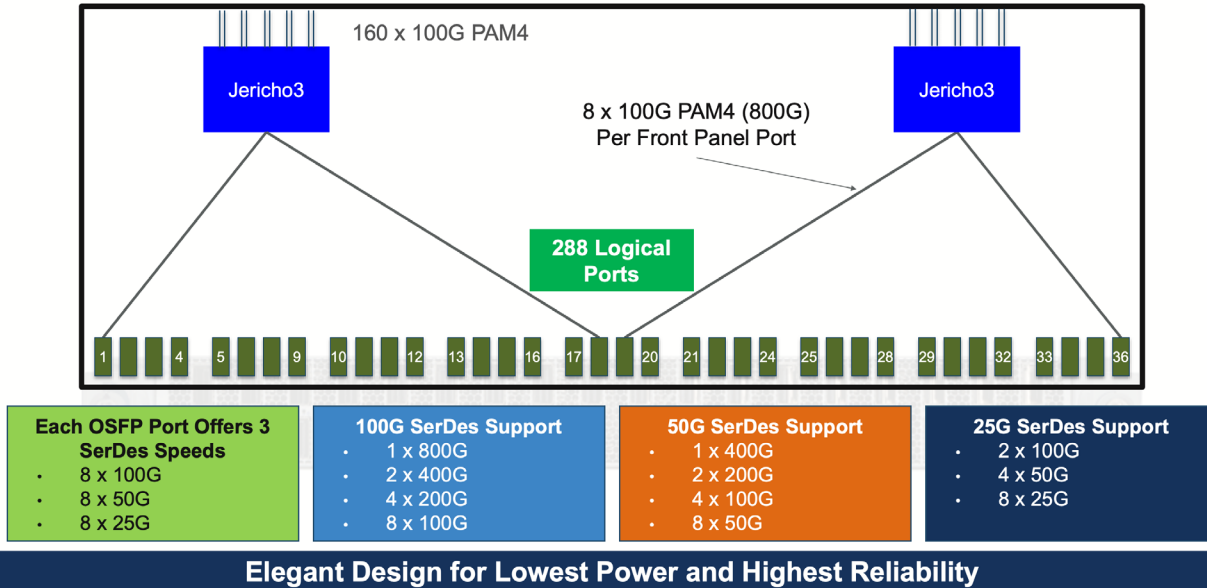 160 x 100G PAM4
Jericho3
Jericho3
8 x 100G PAM4 (800G)
Per Front Panel Port
288 Logical
Ports
1 4 5 9 10 12 13 16 17 20 21 24 25 28 29 32 33 36
Each OSFP Port Offers 3
SerDes Speeds
· 8 x 100G
· 8 x 50G
· 8 x 25G
100G SerDes Support
· 1 x 800G
· 2 x 400G
· 4 x 200G
· 8 x 100G
50G SerDes Support
· 1 x 400G
· 2 x 200G
· 4 x 100G
· 8 x 50G
25G SerDes Support
· 2 x 100G
· 4 x 50G
· 8 x 25G
Elegant Design for Lowest Power and Highest Reliability